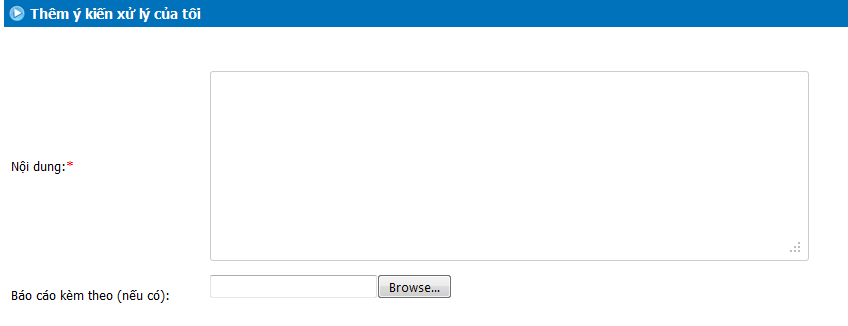 Thêm ý kiến xử lý của tôi
Nội dung:*
Báo cáo kèm theo (nếu có):
Browse...